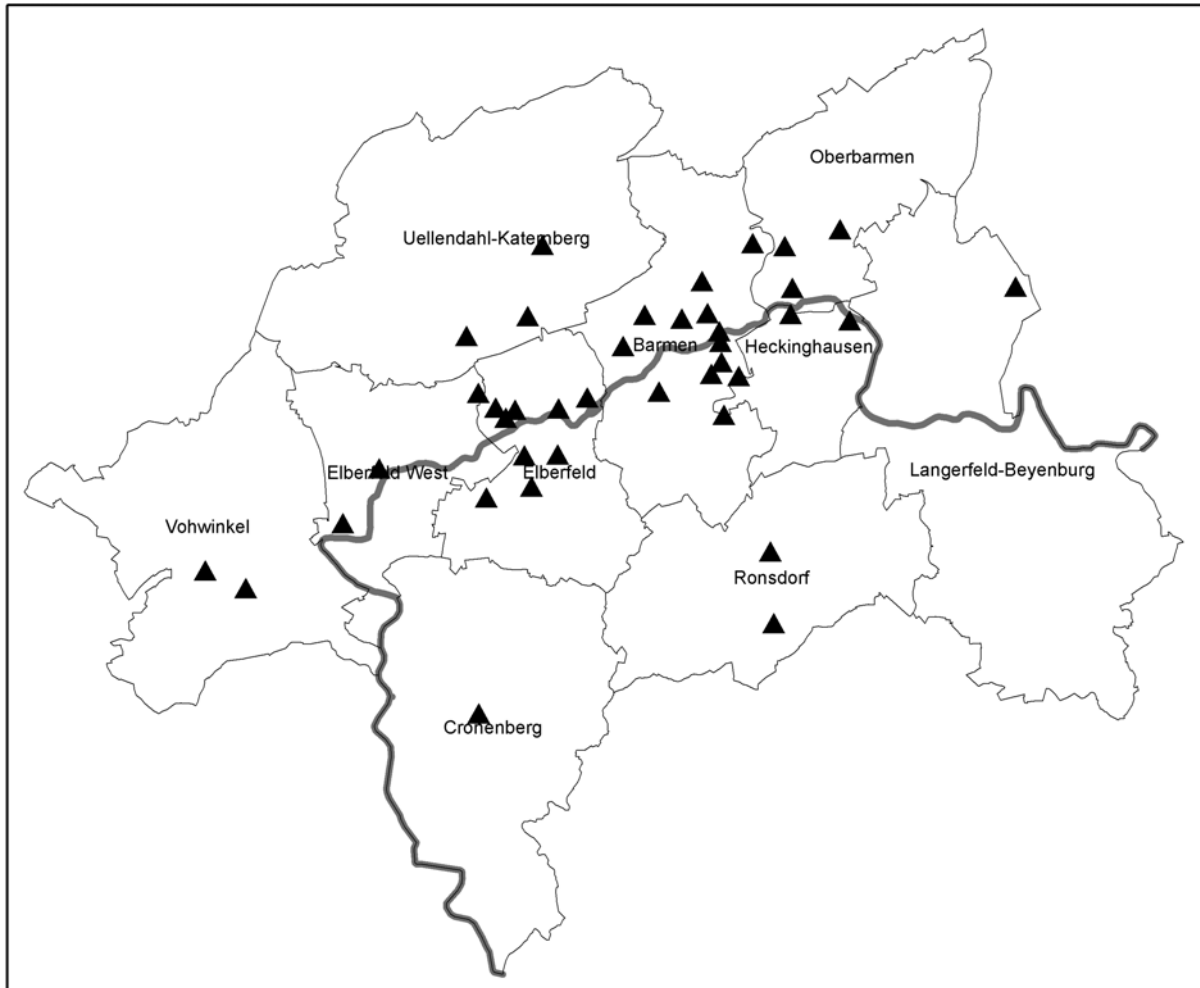 Oberbarmen
Uellendahl-Katernberg
Barmen
Heckinghausen
Elberfeld West
Elberfeld
Langerfeld-Beyenburg
Vohwinkel
Ronsdorf
Cronenberg